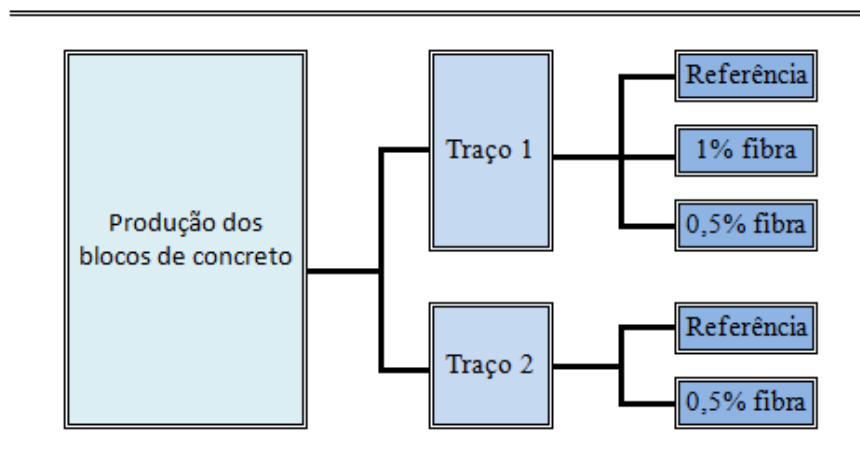 Produção dos
blocos de concreto
Traço 1
Referência
1% fibra
0,5% fibra
Traço 2
Referência
0,5% fibra